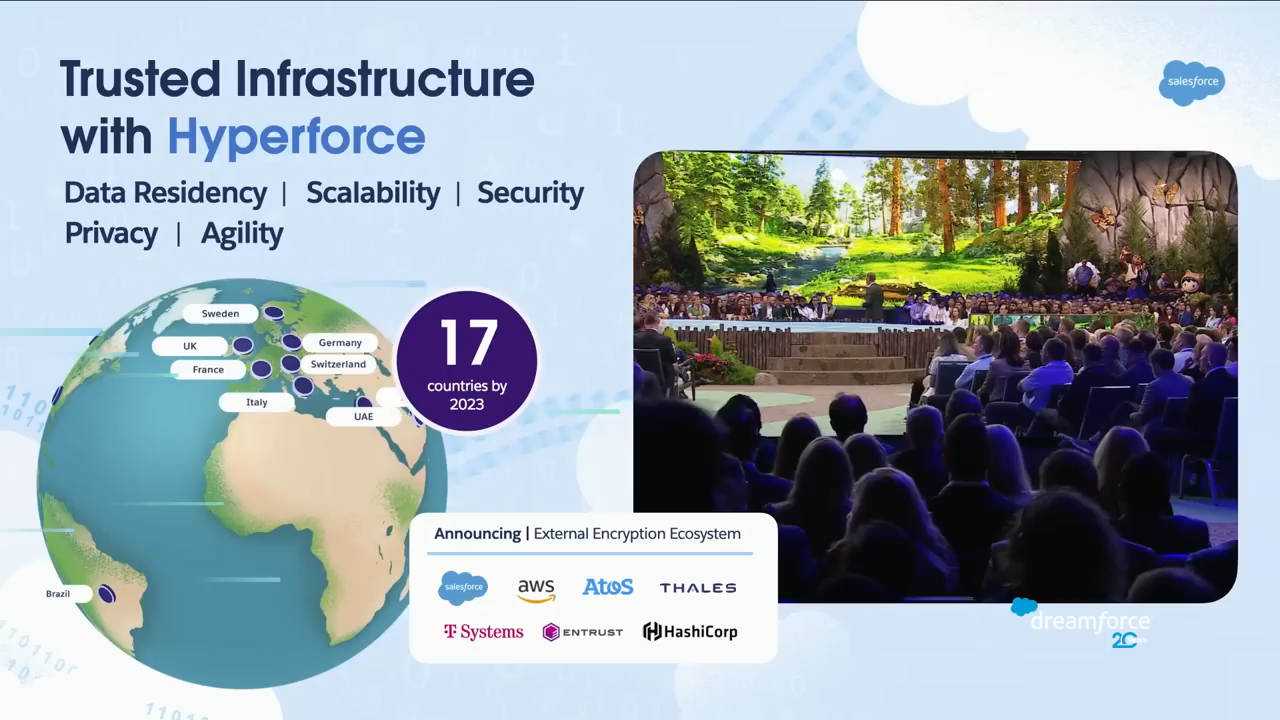 Trusted Infrastructure
with Hyperforce
salesforce
Data Residency | Scalability | Security
Privacy | Agility
Sweden
UK
Germany
France
Switzerland
Italy
UAE
17
countries by
2023
Brazil
Announcing | External Encryption Ecosystem
salesforce
aws
Atos
THALES
T Systems
ENTRUST
HashiCorp
dreamforce
20